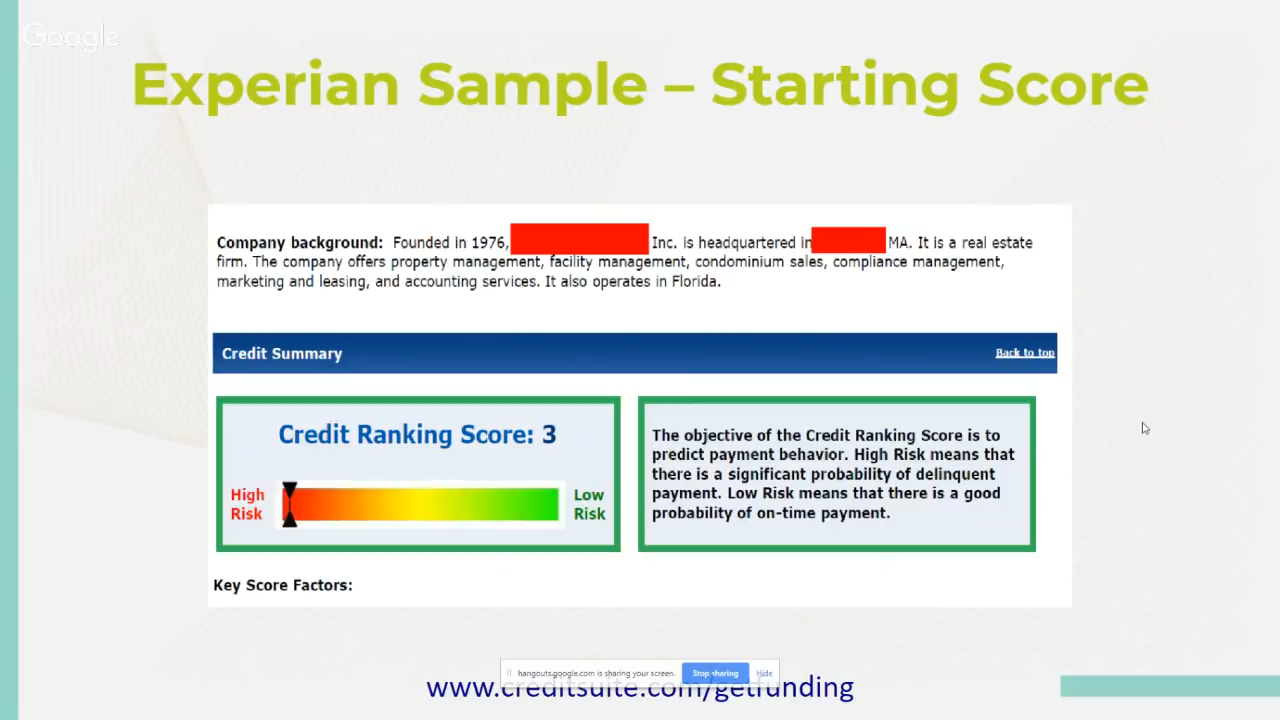 Google
Experian Sample – Starting Score
Company background: Founded in 1976, Inc. is headquartered in MA. It is a real estate
firm. The company offers property management, facility management, condominium sales, compliance management,
marketing and leasing, and accounting services. It also operates in Florida.
Credit Summary
Back to top
Credit Ranking Score: 3
High
Risk
Low
Risk
The objective of the Credit Ranking Score is to
predict payment behavior. High Risk means that
there is a significant probability of delinquent
payment. Low Risk means that there is a good
probability of on-time payment.
Key Score Factors:
hangouts.google.com is sharing your screen.
Stop sharing
Hide
www.creditsuite.com/getfunding